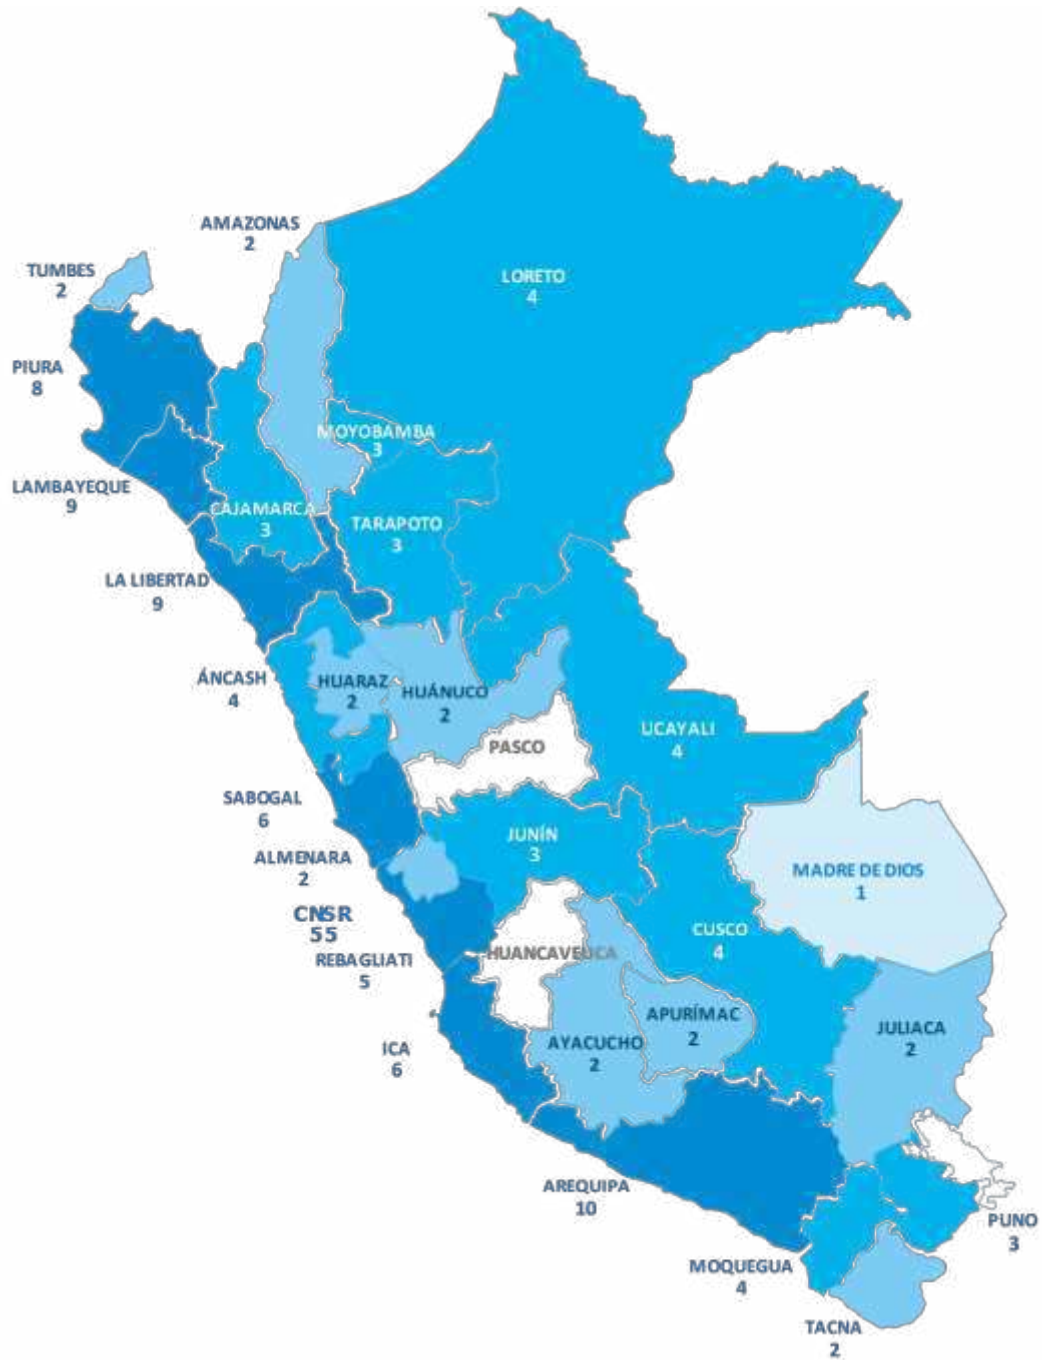 AMAZONAS
2
TUMBES
2
LORETO
4
PIURA
8
MOYOBAMBA
3
LAMBAYEQUE
9
CAJAMARCA
3
TARAPOTO
3
LA LIBERTAD
9
ÁNCASH
4
HUARAZ
2
HUÁNUCO
2
UCAYALI
4
PASCO
SABOGAL
6
JUNÍN
3
ALMENARA
2
MADRE DE DIOS
1
CNSR
55
CUSCO
4
REBAGLIATI
5
HUANCAVELICA
APURÍMAC
2
JULIACA
2
ICA
6
AYACUCHO
2
AREQUIPA
10
PUNO
3
MOQUEGUA
4
TACNA
2